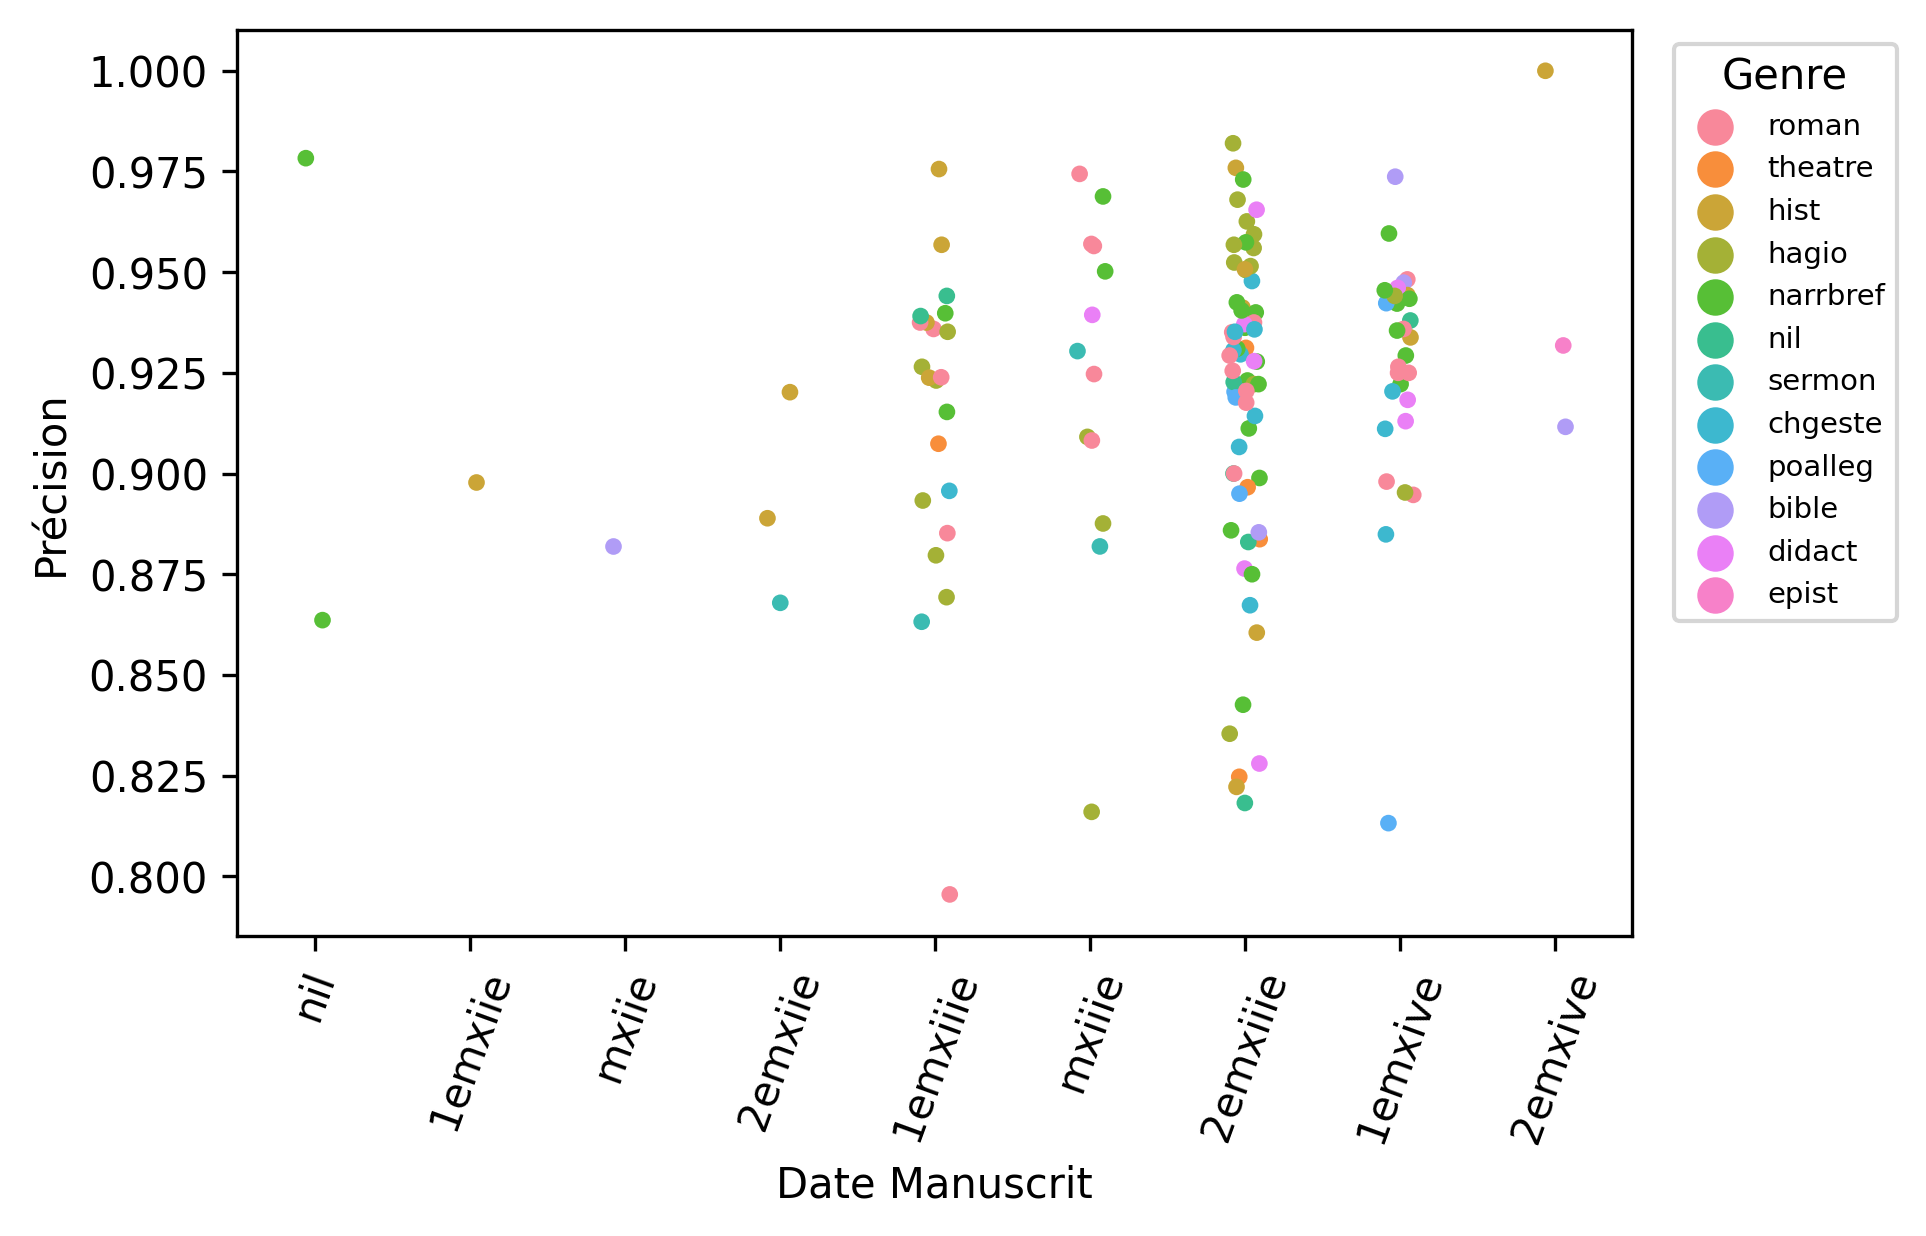 1.000
0.975
0.950
0.925
0.900
0.875
0.850
0.825
0.800
Précision
nil
1emxiie
mxiie
2emxiie
1emxiiie
mxiiie
2emxiiie
1emxive
2emxive
Date Manuscrit
Genre
roman
theatre
hist
hagio
narrbref
nil
sermon
chgeste
poalleg
bible
didact
epist